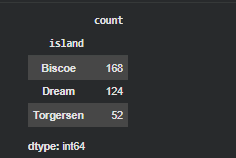 count
island
Biscoe 168
Dream 124
Torgersen 52
dtype: int64